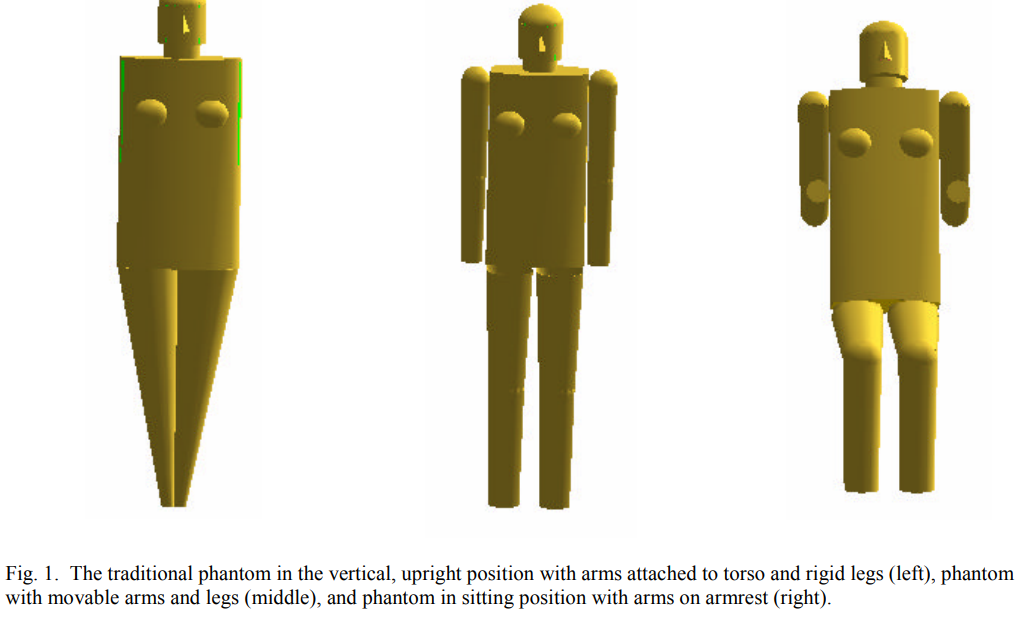 Fig. 1.  The traditional phantom in the vertical, upright position with arms attached to torso and rigid legs (left), phantom
with movable arms and legs (middle), and phantom in sitting position with arms on armrest (right).